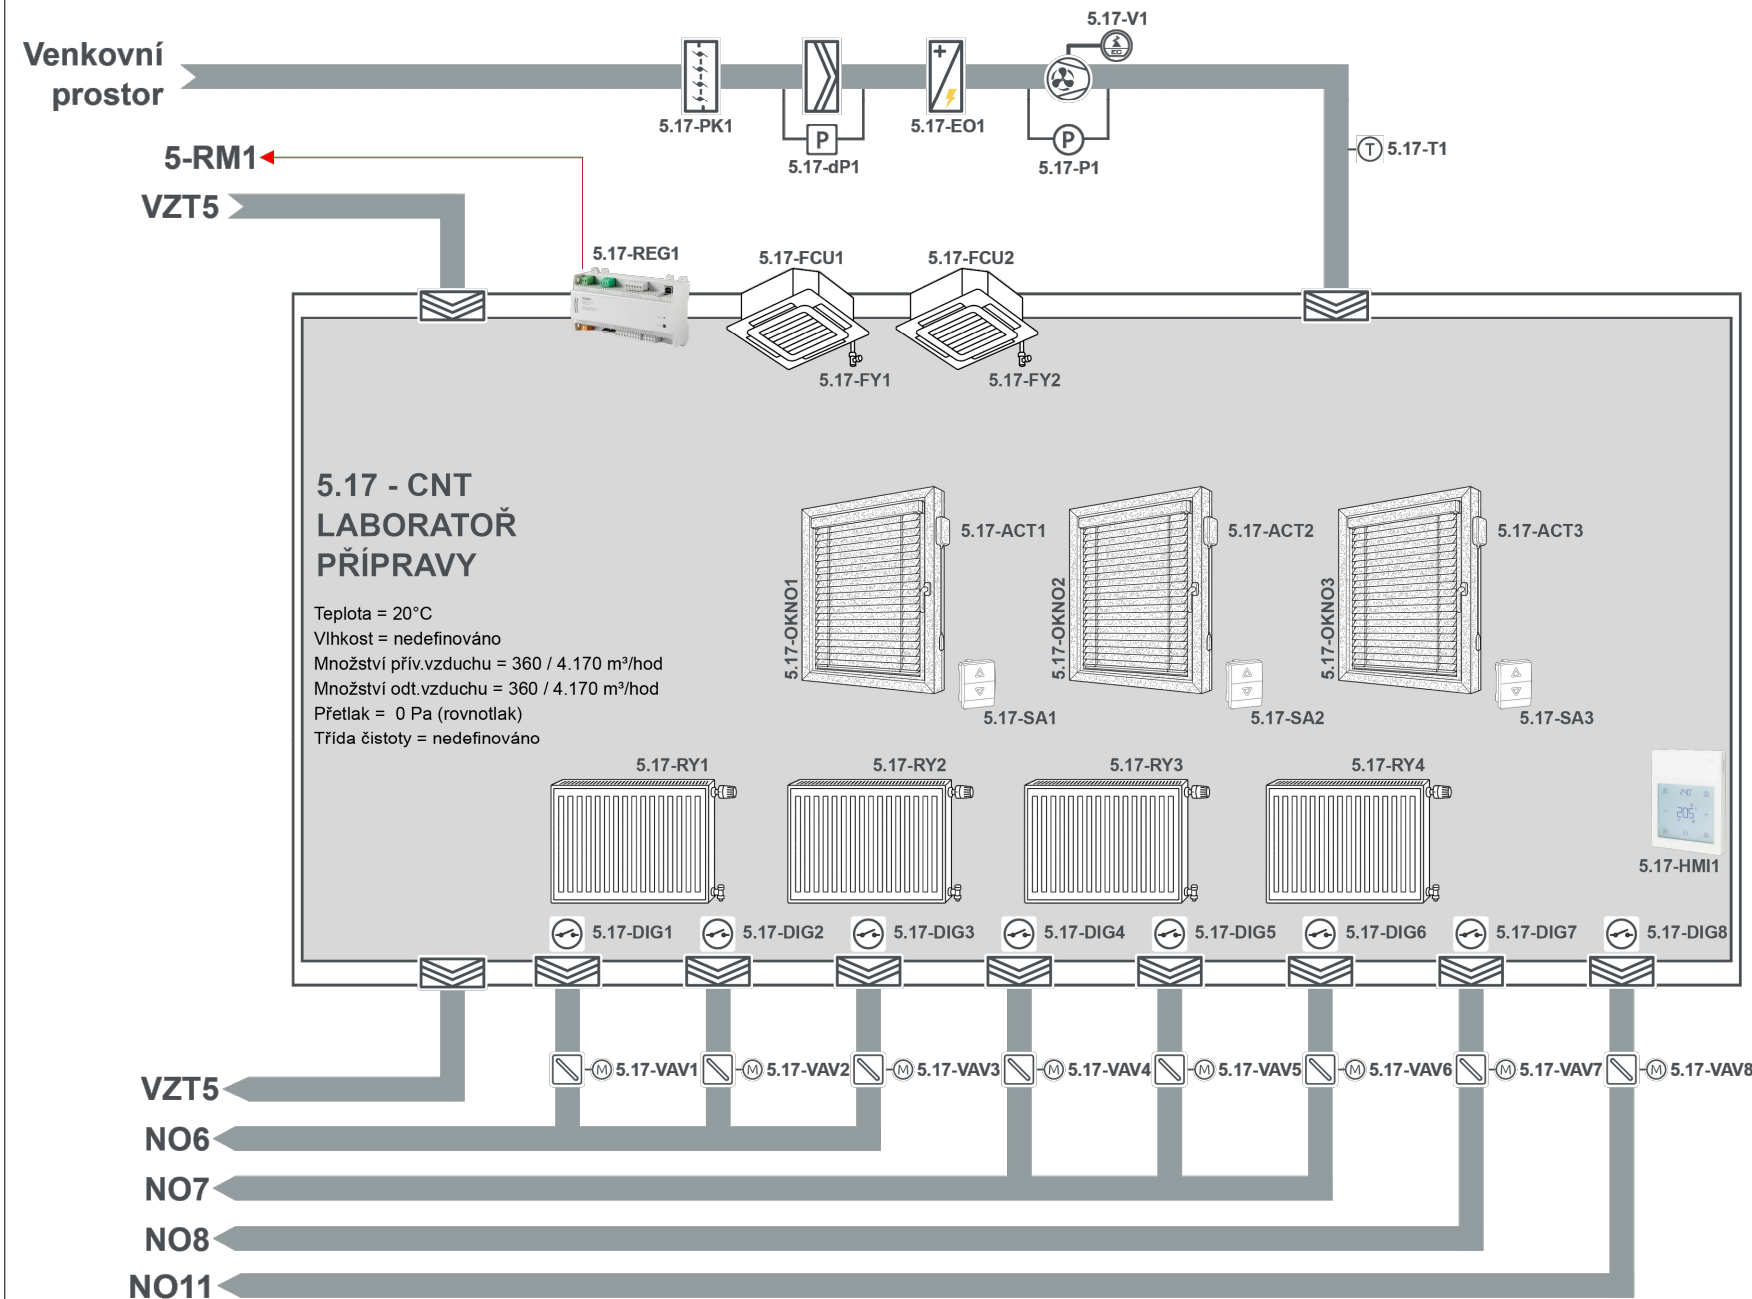 5.17-V1
EC
Venkovní
prostor
5.17-PK1
P
5.17-dP1
5.17-EO1
P
5.17-P1
T
5.17-T1
5-RM1
VZT5
5.17-REG1
5.17-FCU1
5.17-FCU2
5.17-FY1
5.17-FY2
5.17 - CNT
LABORATOŘ
PŘÍPRAVY
Teplota = 20°C
Vlhkost = nedefinováno
Množství přív.vzduchu = 360 / 4.170 m³/hod
Množství odt.vzduchu = 360 / 4.170 m³/hod
Přetlak =  0 Pa (rovnotlak)
Třída čistoty = nedefinováno
5.17-OKNO1
5.17-ACT1
5.17-SA1
5.17-OKNO2
5.17-ACT2
5.17-SA2
5.17-OKNO3
5.17-ACT3
5.17-SA3
5.17-RY1
5.17-RY2
5.17-RY3
5.17-RY4
5.17-HMI1
5.17-DIG1
5.17-DIG2
5.17-DIG3
5.17-DIG4
5.17-DIG5
5.17-DIG6
5.17-DIG7
5.17-DIG8
M 5.17-VAV1
M 5.17-VAV2
M 5.17-VAV3
M 5.17-VAV4
M 5.17-VAV5
M 5.17-VAV6
M 5.17-VAV7
M 5.17-VAV8
VZT5
NO6
NO7
NO8
NO11